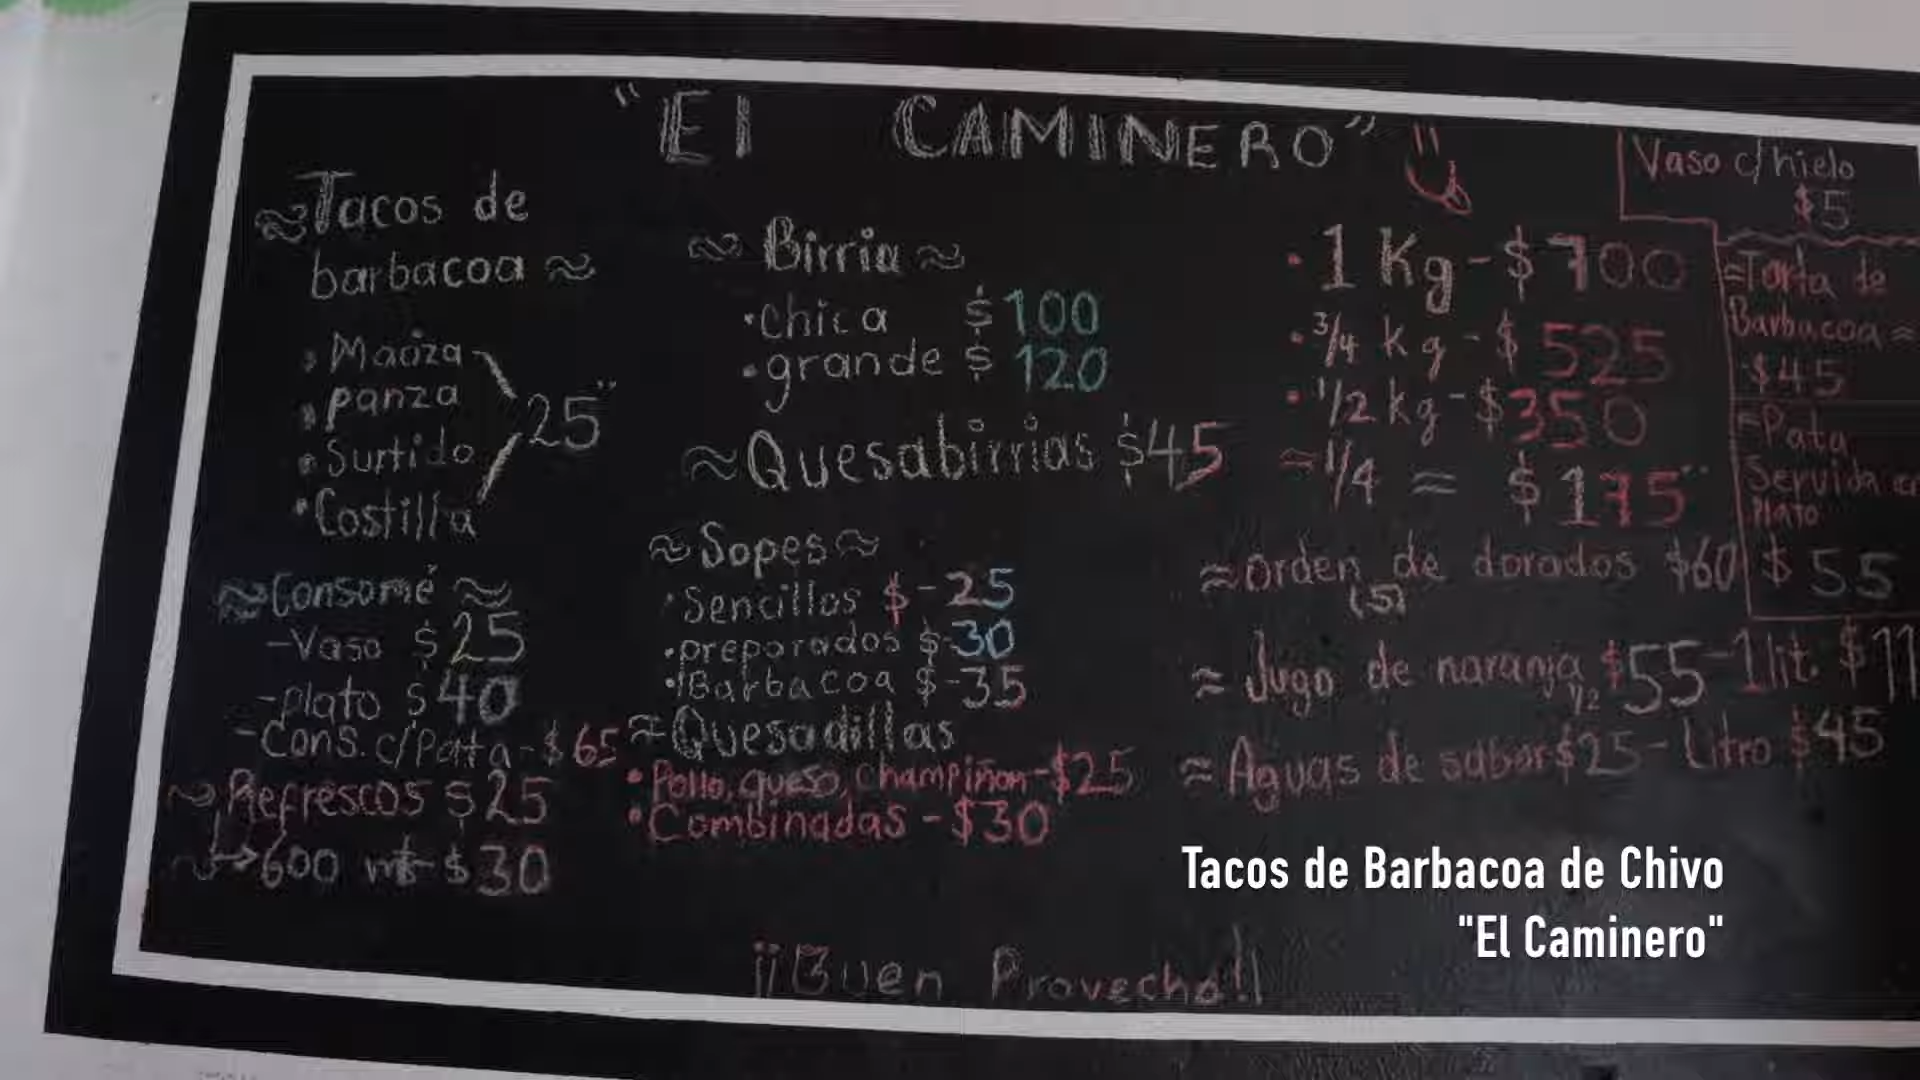 "El CAMINERO"
≈Tacos de
barbacoa ≈
• Maciza
• panza
• Surtido
• Costilla
25
≈Consomé ≈
-Vaso $25
-plato $40
-Cons. c/Pata-$65
≈Refrescos $25
→600 $30
≈ Birria ≈
•chica $100
•grande $120
≈Quesabirrias $45
≈Sopes≈
•Sencillos $-25
•preparados $-30
•Barbacoa $-35
≈Quesadillas
•Pollo, queso, champiñon-$25
•Combinadas-$30
•1 Kg-$700
•3/4 kg-$525
•1/2 kg-$350
≈1/4 ≈ $175
≈orden de dorados $60
(5)
≈ Jugo de naranja 1/2 $55-1 lit. $11
≈ Aguas de sabor $25-Litro $45
Vaso c/hielo
$5
≈Torta de
Barbacoa ≈
$45
-Pata
Servida en
Plato
$55
¡¡Buen Provecho!!
Tacos de Barbacoa de Chivo
"El Caminero"